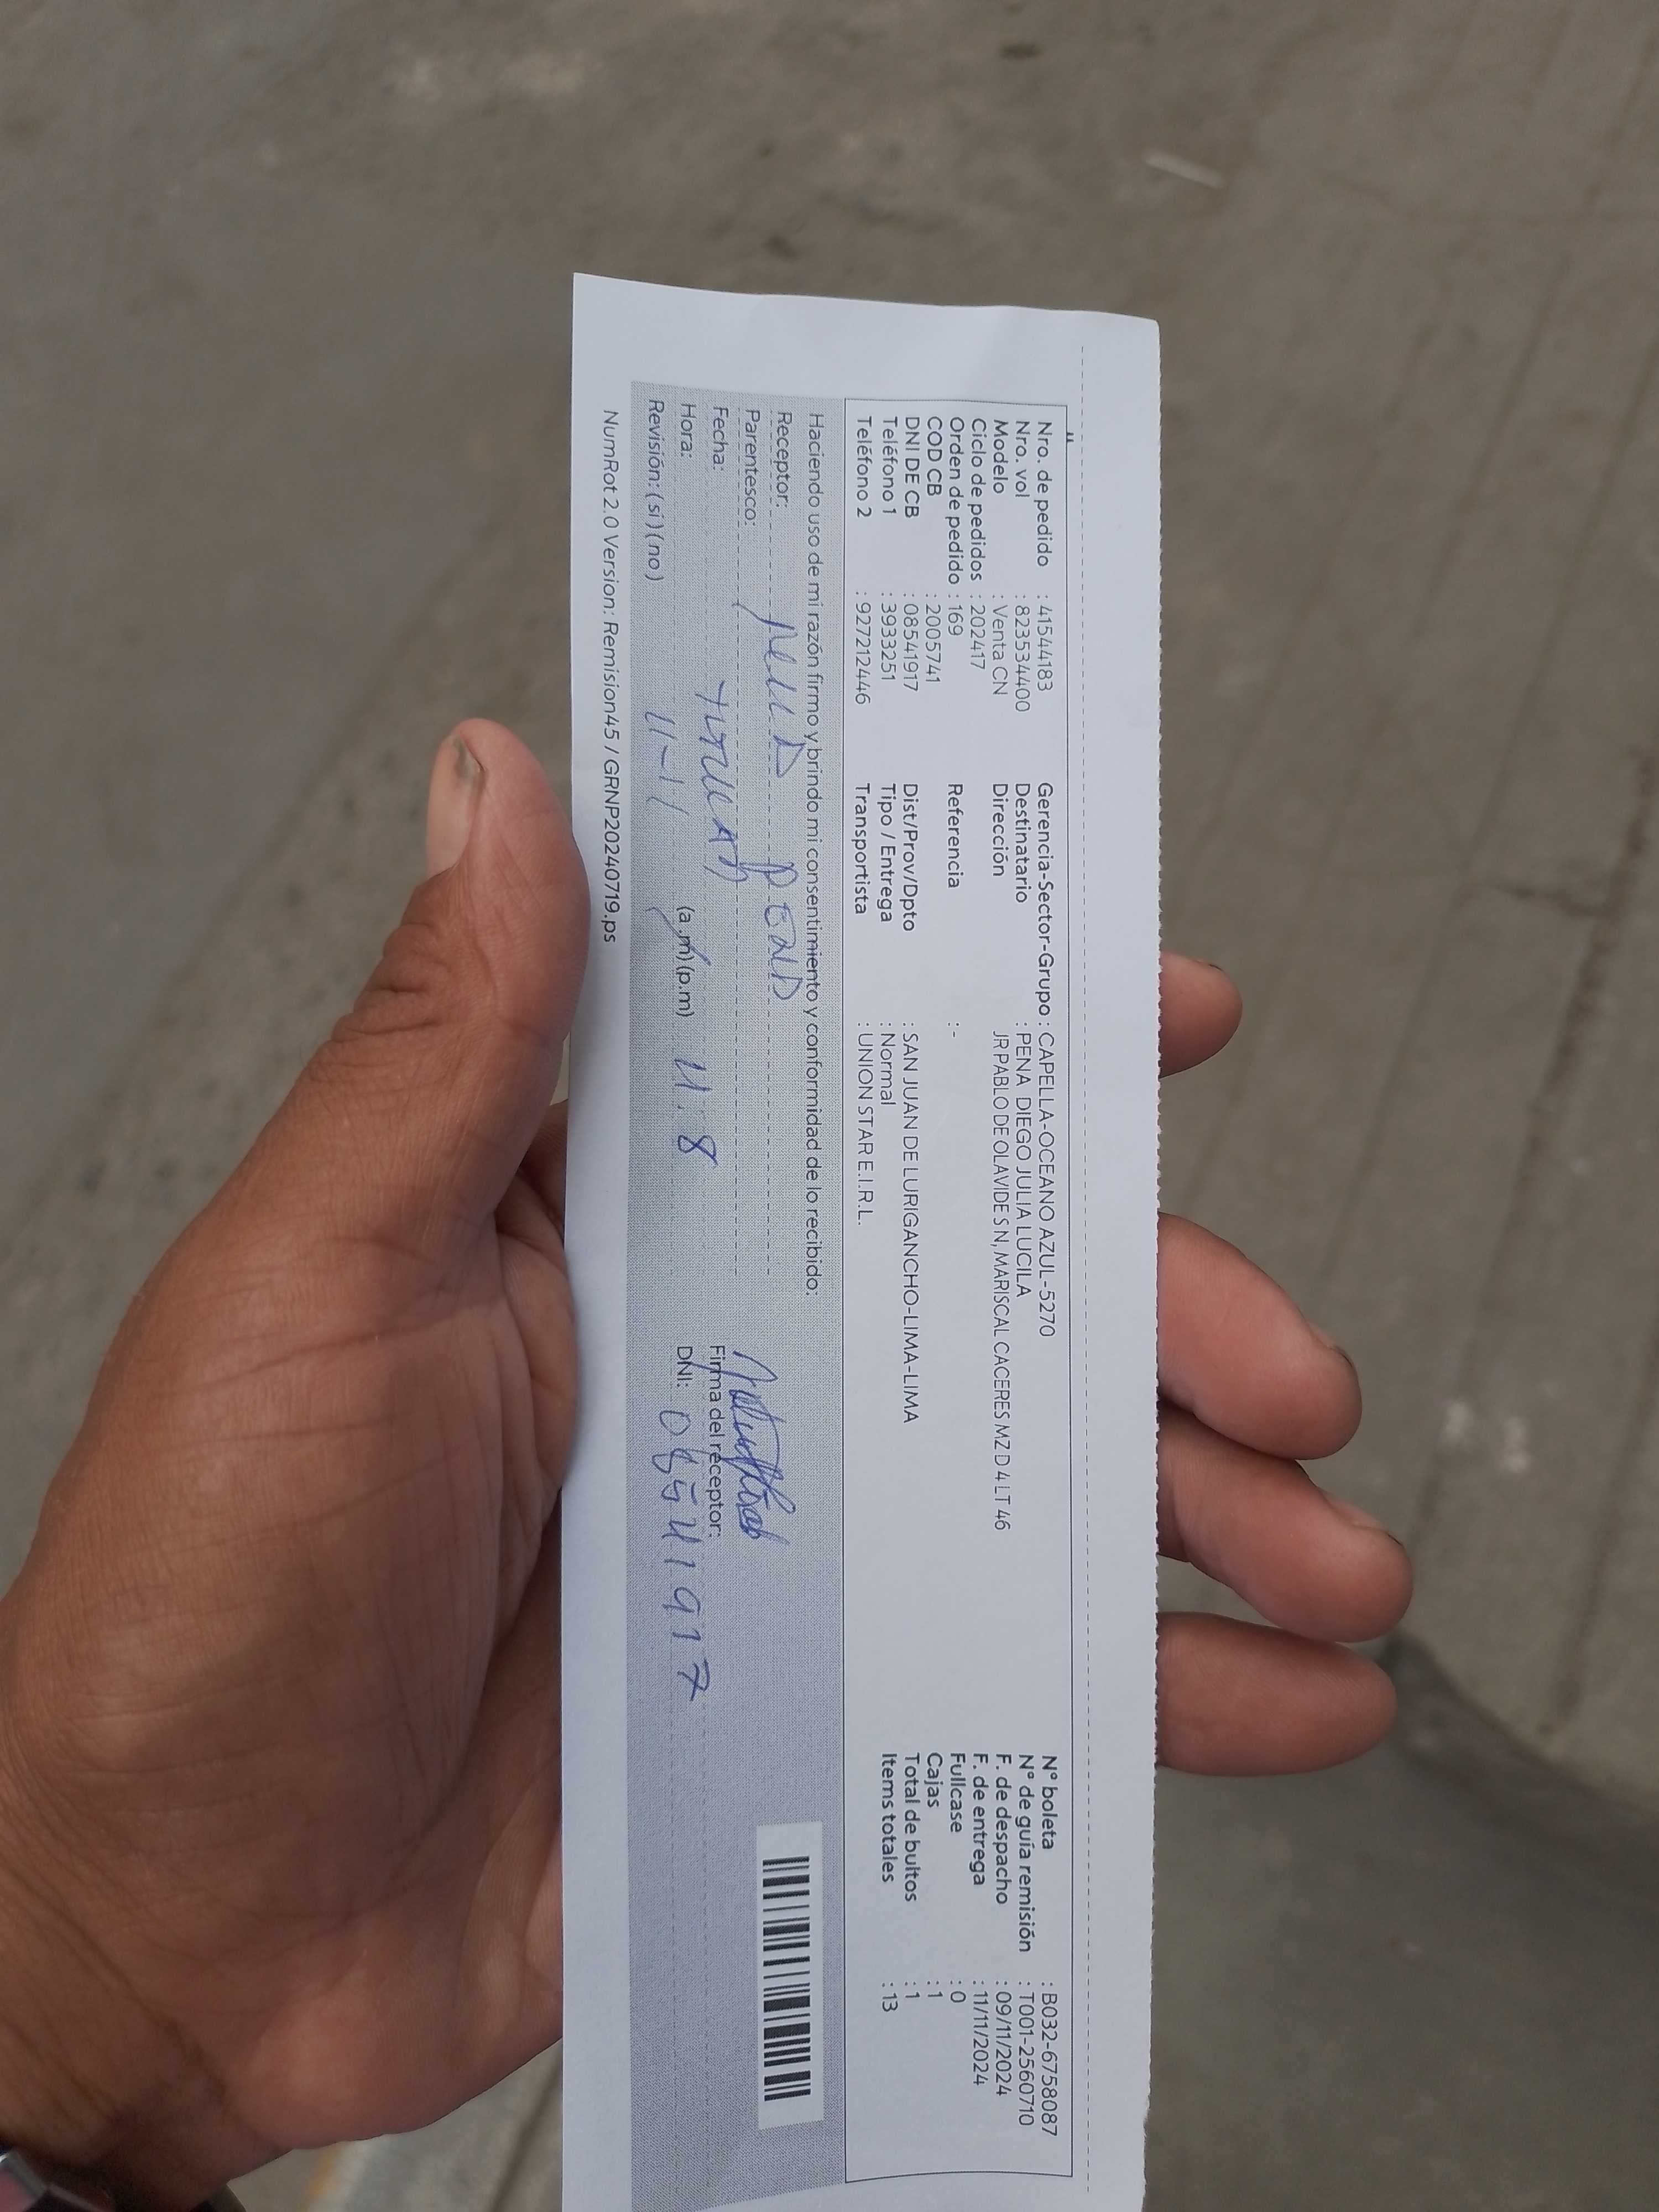 Nro. de pedido : 41544183 Gerencia-Sector-Grupo : CAPELLA-OCEANO AZUL-5270 N° boleta : B032-6758087
Nro. vol : 823534400 Destinatario : PENA DIEGO JULIA LUCILA N° de guía remisión : T001-2560710
Modelo : Venta CN Dirección JR PABLO DE OLAVIDE S N, MARISCAL CACERES MZ D 4 LT 46 F. de despacho : 09/11/2024
Ciclo de pedidos : 202417 F. de entrega : 11/11/2024
Orden de pedido : 169 Referencia : - Fullcase : 0
COD CB : 2005741 Cajas : 1
DNI DE CB : 08541917 Dist/Prov/Dpto : SAN JUAN DE LURIGANCHO-LIMA-LIMA Total de bultos : 1
Teléfono 1 : 3933251 Tipo / Entrega : Normal Items totales : 13
Teléfono 2 : 927212446 Transportista : UNION STAR E.I.R.L.
Haciendo uso de mi razón firmo y brindo mi consentimiento y conformidad de lo recibido:
Receptor:
Parentesco:
Fecha: Firma del receptor:
Hora: 11-11 (a.m) (p.m) 11:8 DNI: 08541917
Revisión: ( si ) ( no )
NumRot 2.0 Version: Remision45 / GRNP20240719.ps